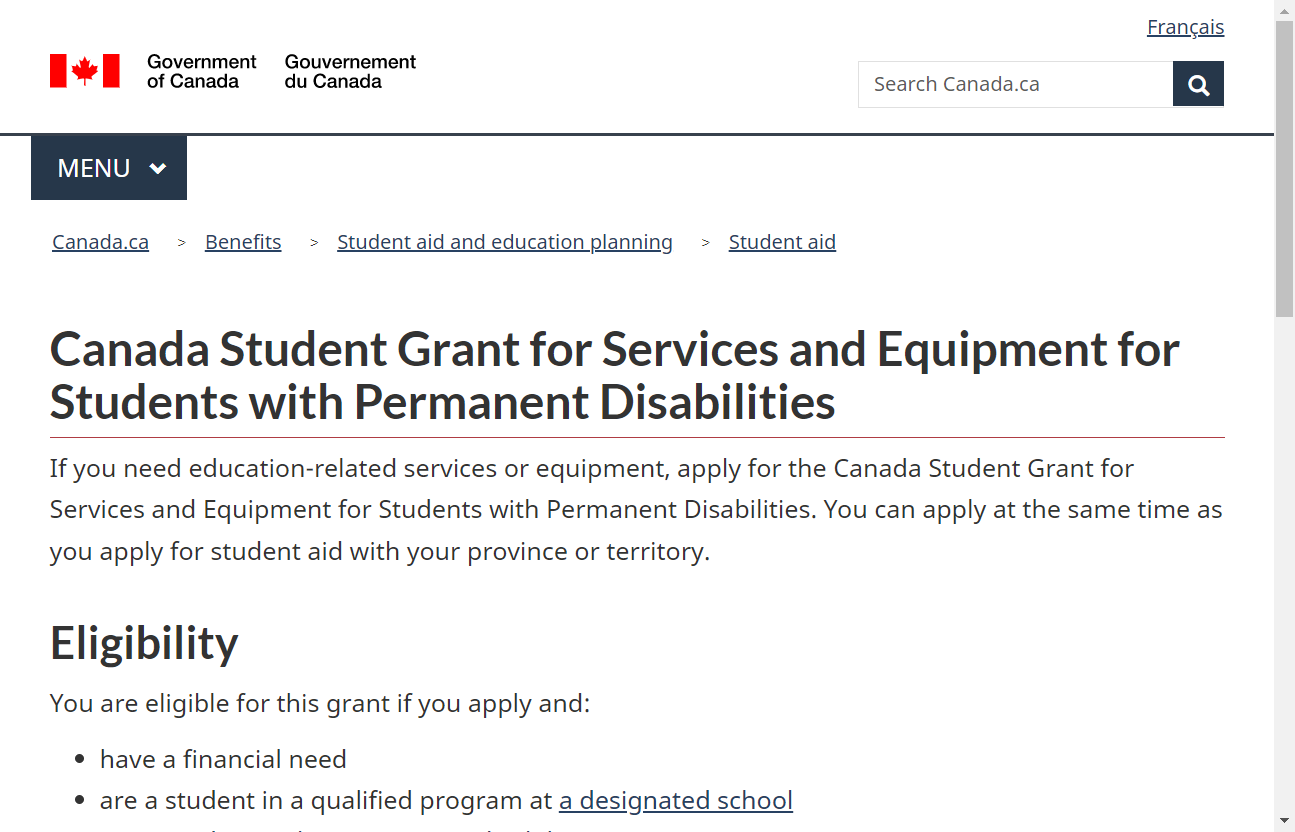 Français
Government of Canada
Gouvernement du Canada
Search Canada.ca
MENU
Canada.ca > Benefits > Student aid and education planning > Student aid
Canada Student Grant for Services and Equipment for
Students with Permanent Disabilities
If you need education-related services or equipment, apply for the Canada Student Grant for
Services and Equipment for Students with Permanent Disabilities. You can apply at the same time as
you apply for student aid with your province or territory.
Eligibility
You are eligible for this grant if you apply and:
• have a financial need
• are a student in a qualified program at a designated school